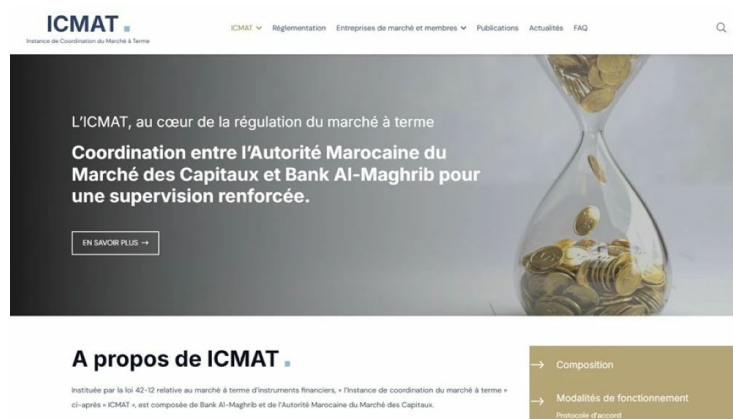 ICMAT
Instance de Coordination du Marché à Terme
ICMAT Réglementation Entreprises de marché et membres Publications Actualités FAQ
L'ICMAT, au cœur de la régulation du marché à terme
Coordination entre l'Autorité Marocaine du
Marché des Capitaux et Bank Al-Maghrib pour
une supervision renforcée.
EN SAVOIR PLUS →
A propos de ICMAT
Instituée par la loi 42-12 relative au marché à terme d'instruments financiers, « l'Instance de coordination du marché à terme »
ci-après « ICMAT », est composée de Bank Al-Maghrib et de l'Autorité Marocaine du Marché des Capitaux.
→ Composition
→ Modalités de fonctionnement
Protocole d'accord